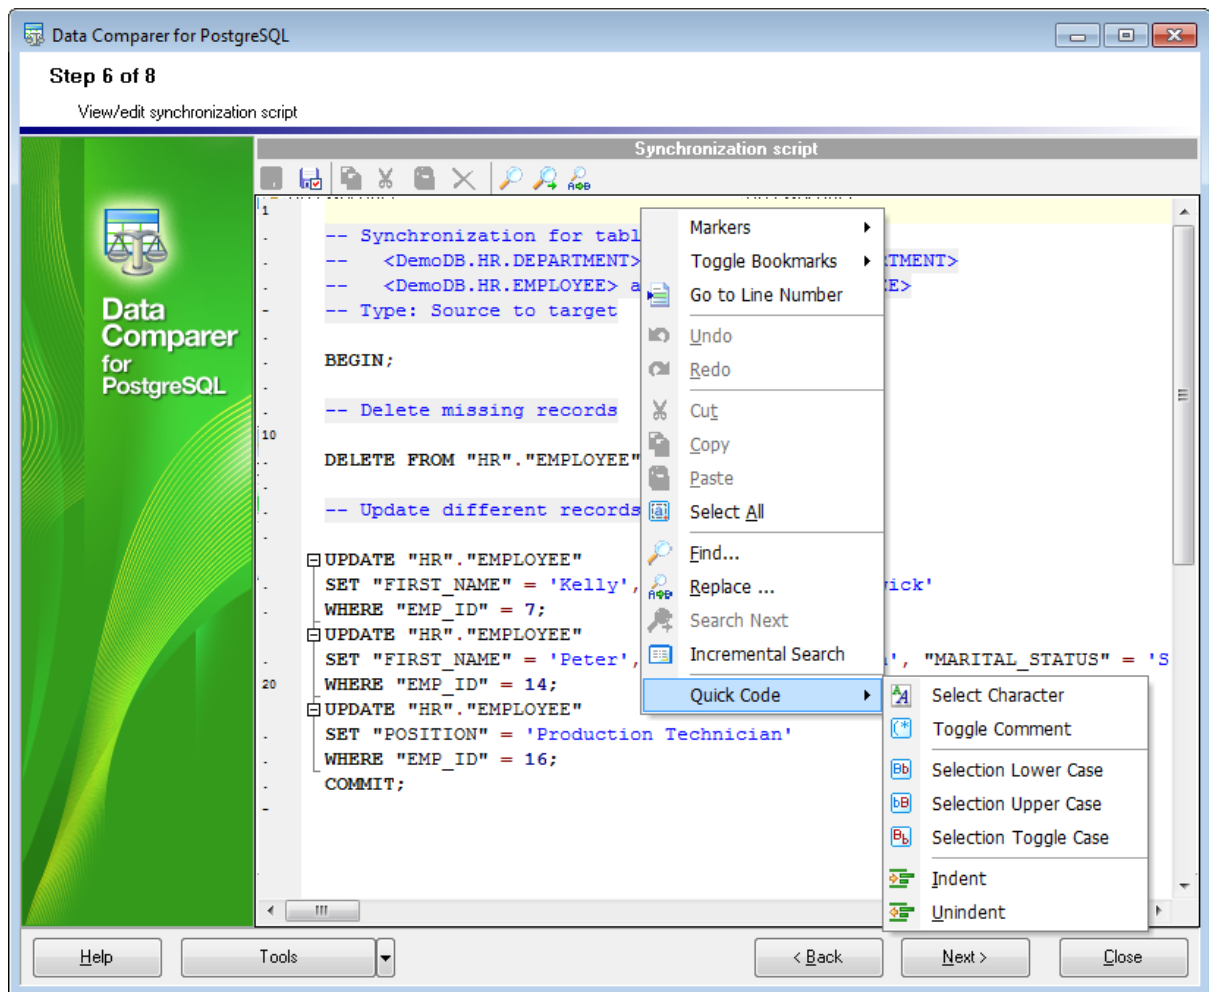 Data Comparer for PostgreSQL
Step 6 of 8
View/edit synchronization script
Synchronization script
Data
Comparer
for
PostgreSQL
1
-- Synchronization for tabl
-- <DemoDB.HR.DEPARTMENT> TMENT>
-- <DemoDB.HR.EMPLOYEE> a E>
-- Type: Source to target
BEGIN;
-- Delete missing records
10
DELETE FROM "HR"."EMPLOYEE"
-- Update different records
UPDATE "HR"."EMPLOYEE"
SET "FIRST_NAME" = 'Kelly', ick'
WHERE "EMP_ID" = 7;
UPDATE "HR"."EMPLOYEE"
SET "FIRST_NAME" = 'Peter', ', "MARITAL_STATUS" = 'S
20
WHERE "EMP_ID" = 14;
UPDATE "HR"."EMPLOYEE"
SET "POSITION" = 'Production Technician'
WHERE "EMP_ID" = 16;
COMMIT;
Markers
Toggle Bookmarks
Go to Line Number
Undo
Redo
Cut
Copy
Paste
Select All
Find...
Replace ...
Search Next
Incremental Search
Quick Code
Select Character
Toggle Comment
Selection Lower Case
Selection Upper Case
Selection Toggle Case
Indent
Unindent
Help
Tools
< Back
Next >
Close